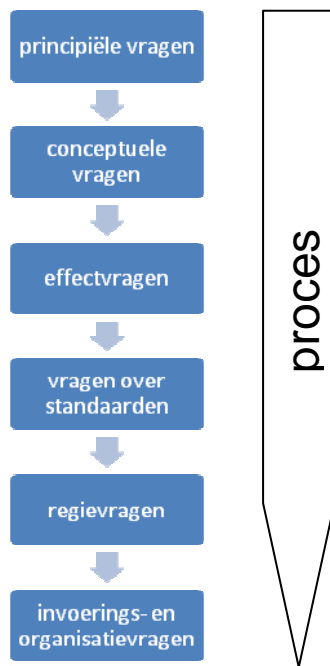 principiële vragen
conceptuele
vragen
effectvragen
vragen over
standaarden
regievragen
invoerings- en
organisatievragen
proces